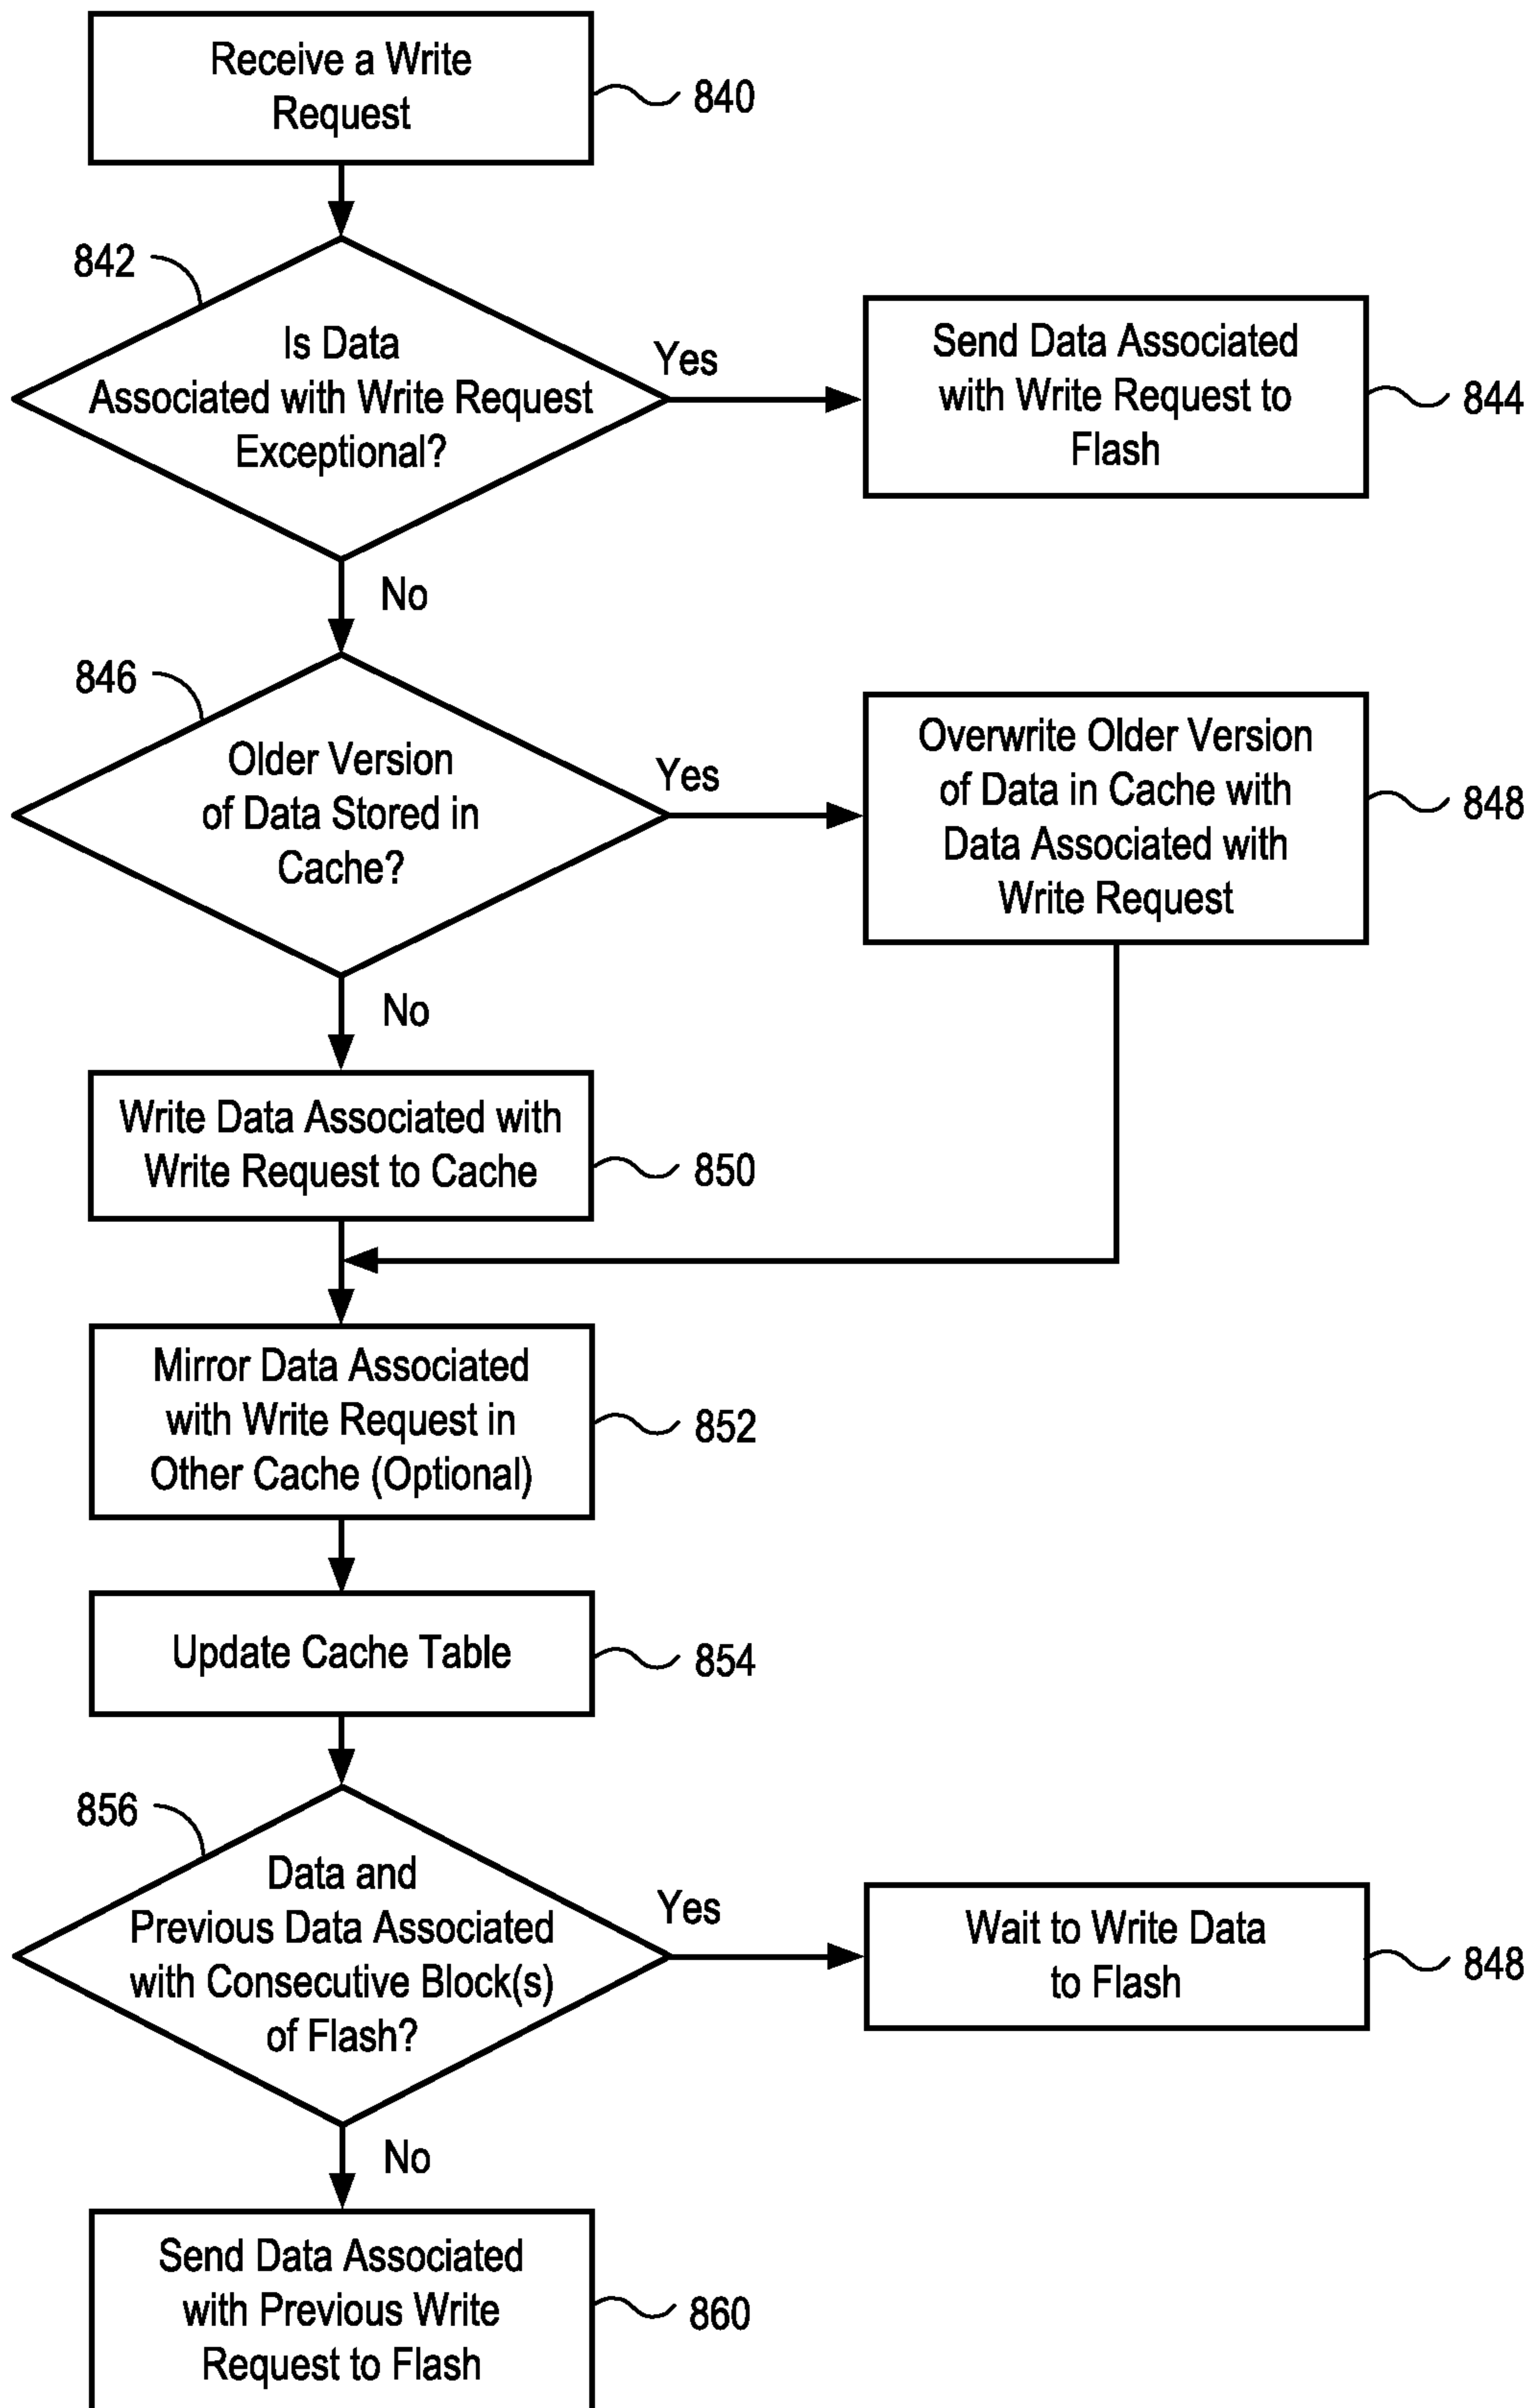 Receive a Write
Request
840
842
Is Data
Associated with Write Request
Exceptional?
Yes
Send Data Associated
with Write Request to
Flash
844
No
846
Older Version
of Data Stored in
Cache?
Yes
Overwrite Older Version
of Data in Cache with
Data Associated with
Write Request
848
No
Write Data Associated with
Write Request to Cache
850
Mirror Data Associated
with Write Request in
Other Cache (Optional)
852
Update Cache Table
854
856
Data and
Previous Data Associated
with Consecutive Block(s)
of Flash?
Yes
Wait to Write Data
to Flash
848
No
Send Data Associated
with Previous Write
Request to Flash
860